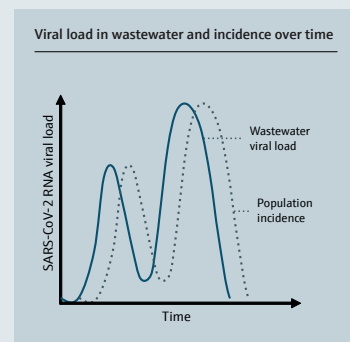 Viral load in wastewater and incidence over time
SARS-CoV-2 RNA viral load
Wastewater
viral load
Population
incidence
Time